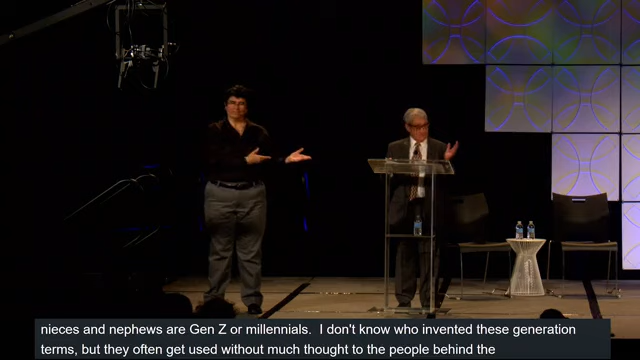 nieces and nephews are Gen Z or millennials.  I don't know who invented these generation
terms, but they often get used without much thought to the people behind the